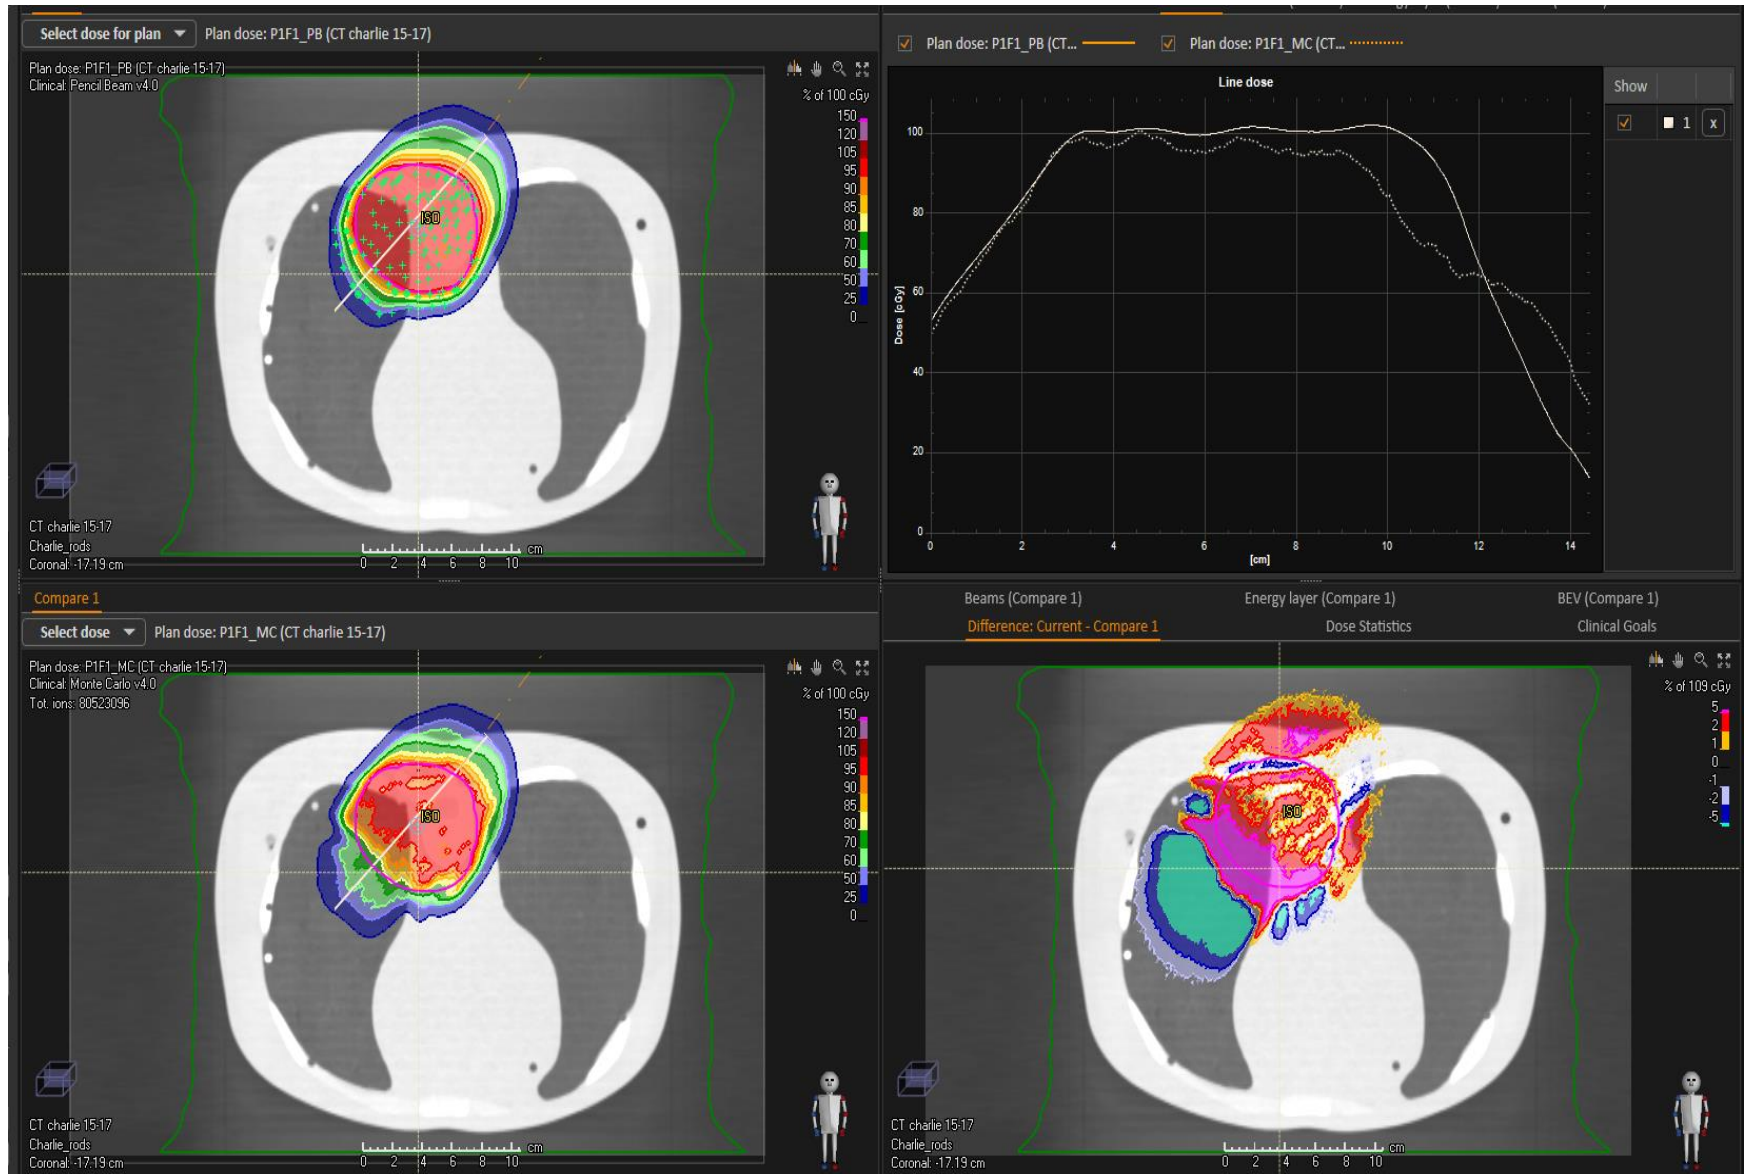 Select dose for plan Plan dose: P1F1_PB (CT charlie 15-17)
Plan dose: P1F1_PB (CT charlie 15-17)
Clinical: Pencil Beam v4.0
% of 100 cGy
150
120
105
95
90
85
80
70
60
50
25
0
ISO
CT charlie 15-17
Charlie_rods
Coronal: -17.19 cm
0 2 4 6 8 10 cm
Plan dose: P1F1_PB (CT... Plan dose: P1F1_MC (CT...
Line dose
Show
1 x
Dose [cGy]
100
80
60
40
20
0
0 2 4 6 8 10 12 14
[cm]
Compare 1
Select dose Plan dose: P1F1_MC (CT charlie 15-17)
Plan dose: P1F1_MC (CT charlie 15-17)
Clinical: Monte Carlo v4.0
Tot. ions: 80523096
% of 100 cGy
150
120
105
95
90
85
80
70
60
50
25
0
ISO
CT charlie 15-17
Charlie_rods
Coronal: -17.19 cm
0 2 4 6 8 10 cm
Beams (Compare 1) Energy layer (Compare 1) BEV (Compare 1)
Difference: Current - Compare 1 Dose Statistics Clinical Goals
% of 109 cGy
5
2
1
0
-1
-2
-5
ISO
CT charlie 15-17
Charlie_rods
Coronal: -17.19 cm
0 2 4 6 8 10 cm